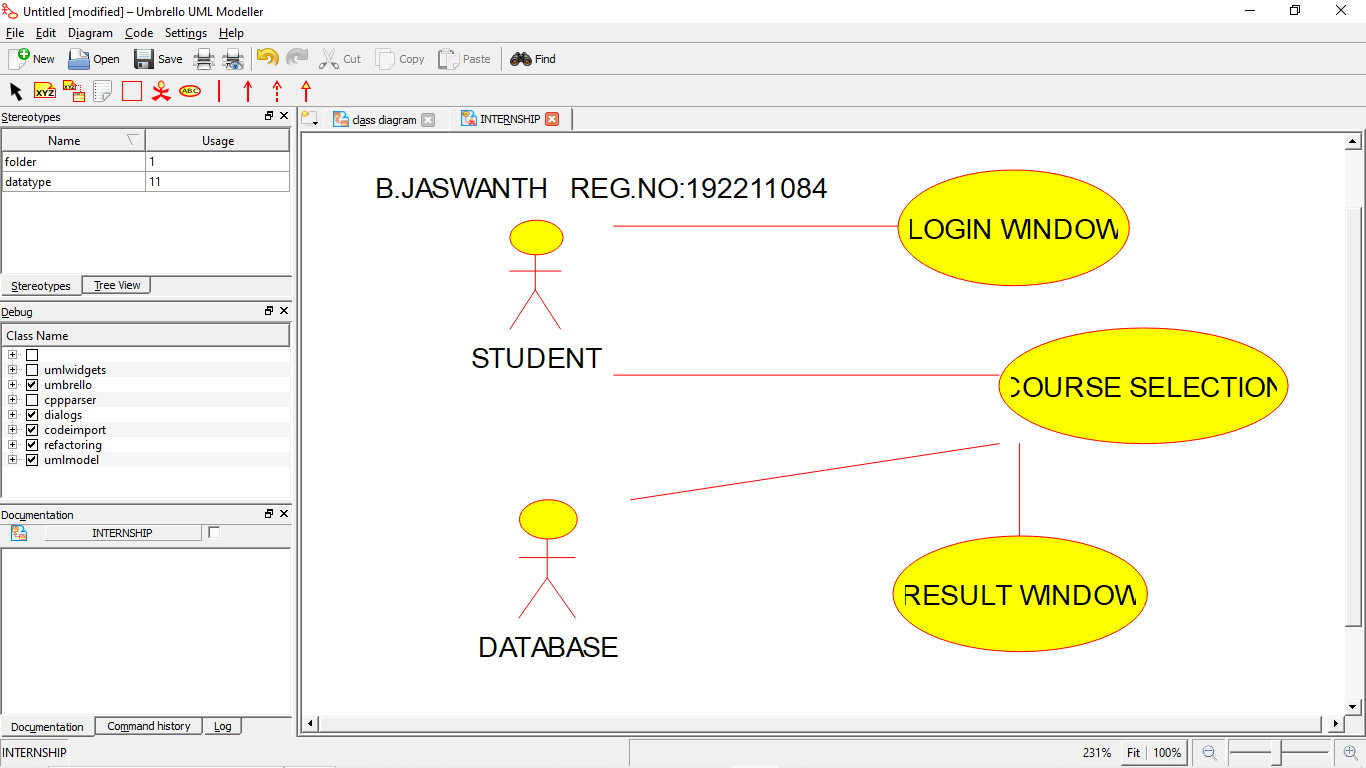 Untitled [modified] – Umbrello UML Modeller
File Edit Diagram Code Settings Help
New Open Save Cut Copy Paste Find
XYZ XYZ ABC
Stereotypes
class diagram INTERNSHIP
Name Usage
folder 1
datatype 11
Stereotypes Tree View
Debug
Class Name
umlwidgets
umbrello
cppparser
dialogs
codeimport
refactoring
umlmodel
Documentation
INTERNSHIP
Documentation Command history Log
B.JASWANTH REG.NO:192211084
LOGIN WINDOW
STUDENT
COURSE SELECTION
RESULT WINDOW
DATABASE
INTERNSHIP
231% Fit 100%